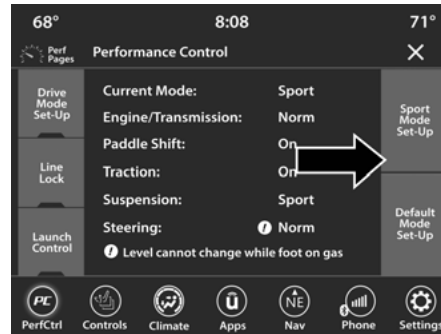 68°
8:08
71°
Perf
Pages
Performance Control
Drive
Mode
Set-Up
Line
Lock
Launch
Control
Current Mode: Sport
Engine/Transmission: Norm
Paddle Shift: On
Traction: On
Suspension: Sport
Steering: Norm
Level cannot change while foot on gas
Sport
Mode
Set-Up
Default
Mode
Set-Up
PC
PerfCtrl
Controls
Climate
Ū
Apps
NE
Nav
Phone
Settings